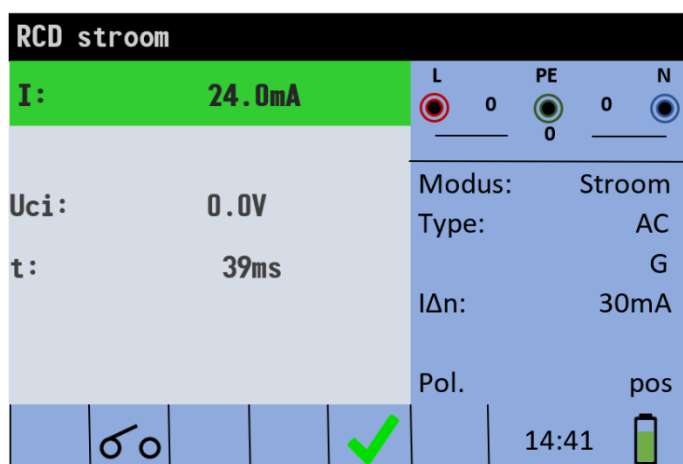 RCD stroom
I: 24.0mA
Uci: 0.0V
t: 39ms
L PE N
0 0
0
Modus: Stroom
Type: AC
G
IΔn: 30mA
Pol. pos
14:41